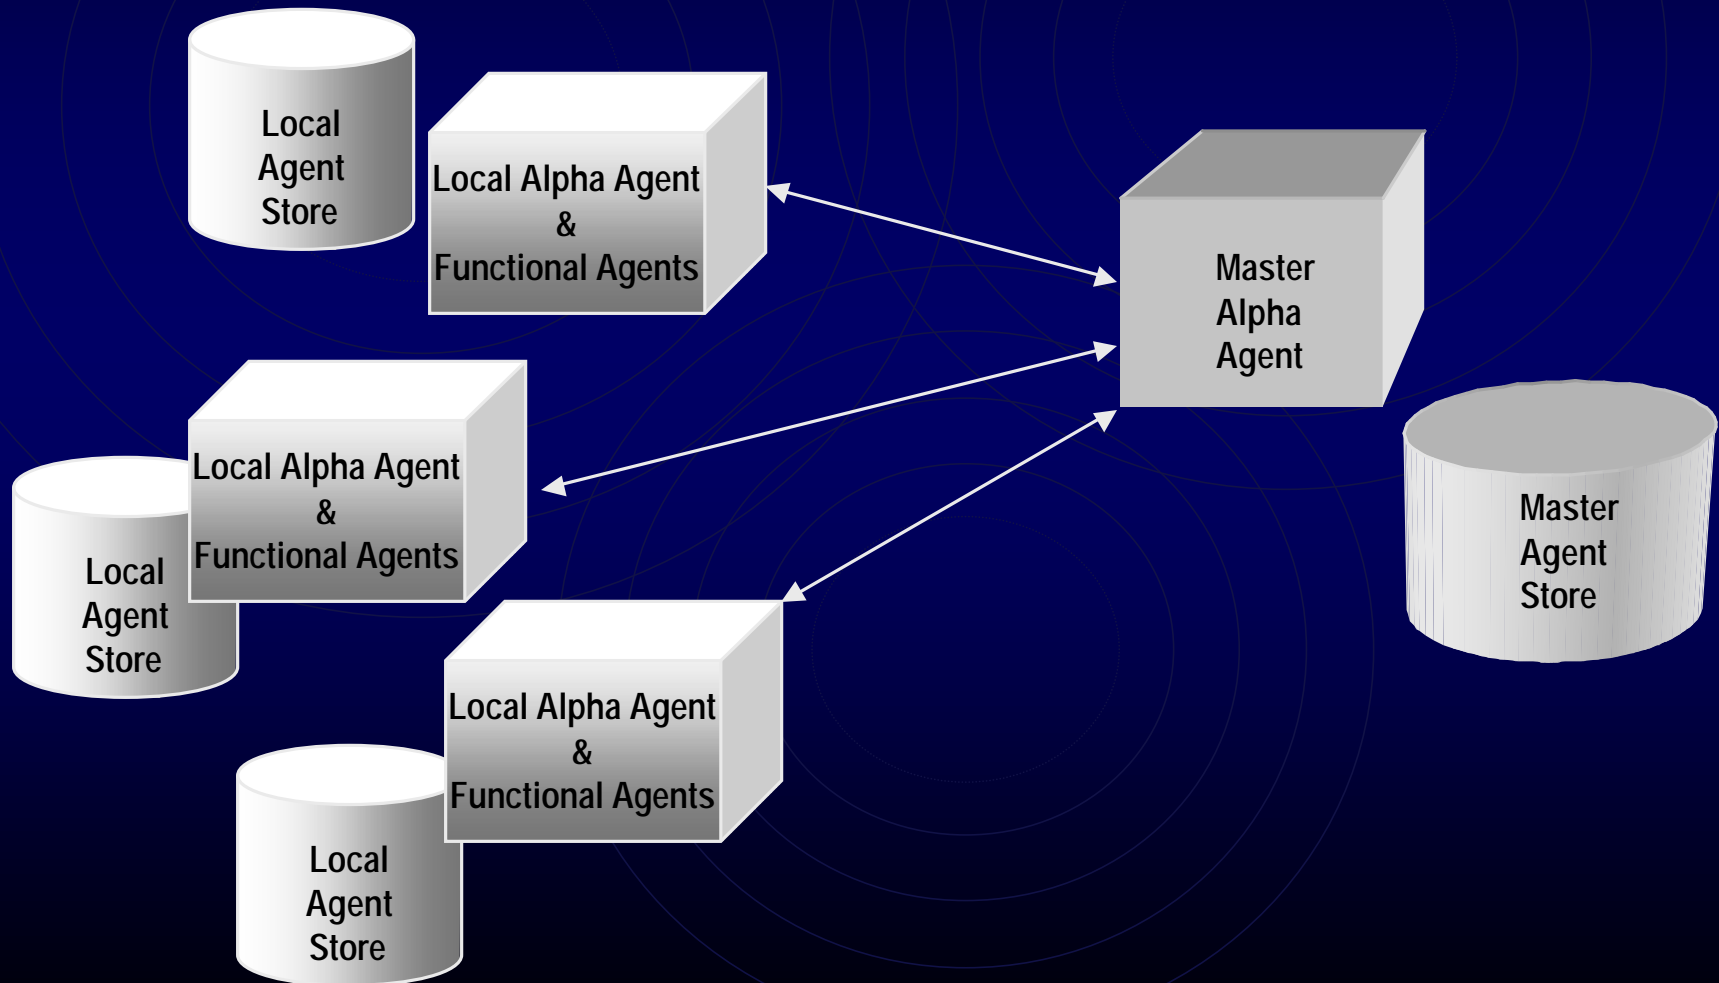 Local
Agent
Store
Local Alpha Agent
&
Functional Agents
Master
Alpha
Agent
Local Alpha Agent
&
Functional Agents
Local
Agent
Store
Master
Agent
Store
Local Alpha Agent
&
Functional Agents
Local
Agent
Store